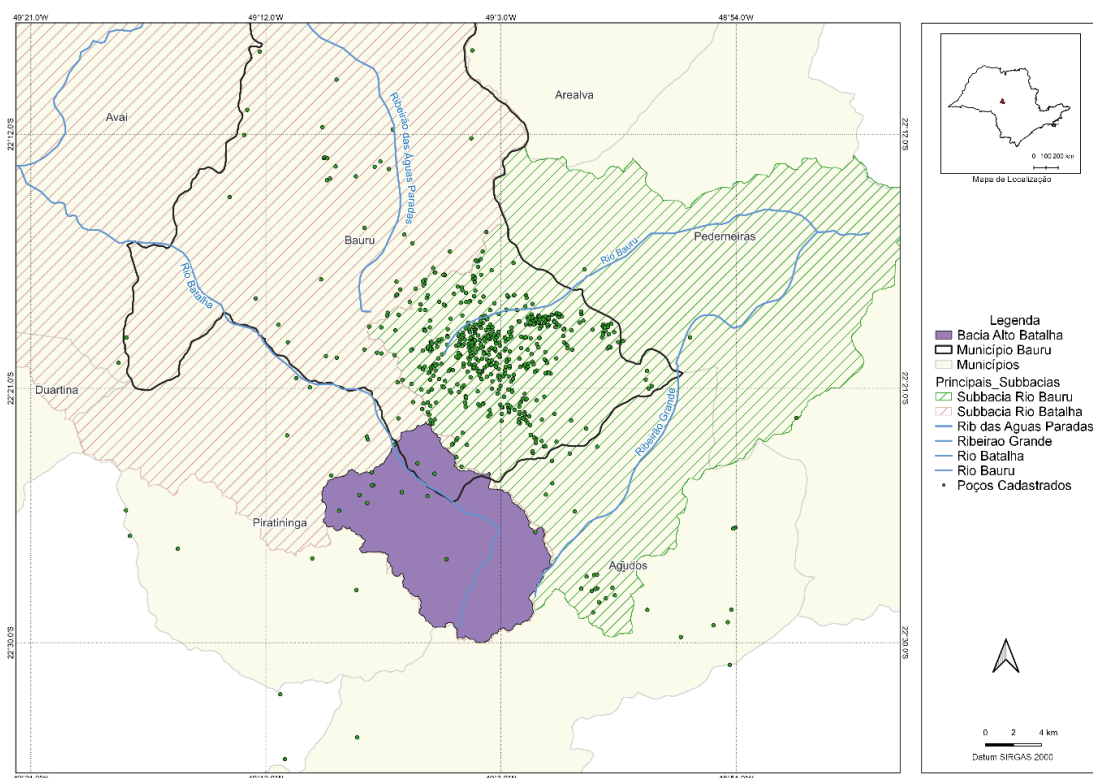 49°21.0'W 49°12.0'W 49°3.0'W 48°54.0'W
Arealva
Avaí
22°12.0'S 22°12.0'S
Ribeirão das Águas Paradas
Bauru
Pederneiras
Rio Bauru
Rio Batalha
22°21.0'S 22°21.0'S
Duartina
Ribeirão Grande
Piratininga
Agudos
22°30.0'S 22°30.0'S
0 100 200 km
Mapa de Localização
Legenda
Bacia Alto Batalha
Município Bauru
Municípios
Principais_Subbacias
Subbacia Rio Bauru
Subbacia Rio Batalha
Rib das Aguas Paradas
Ribeirao Grande
Rio Batalha
Rio Bauru
Poços Cadastrados
0 2 4 km
Datum SIRGAS 2000